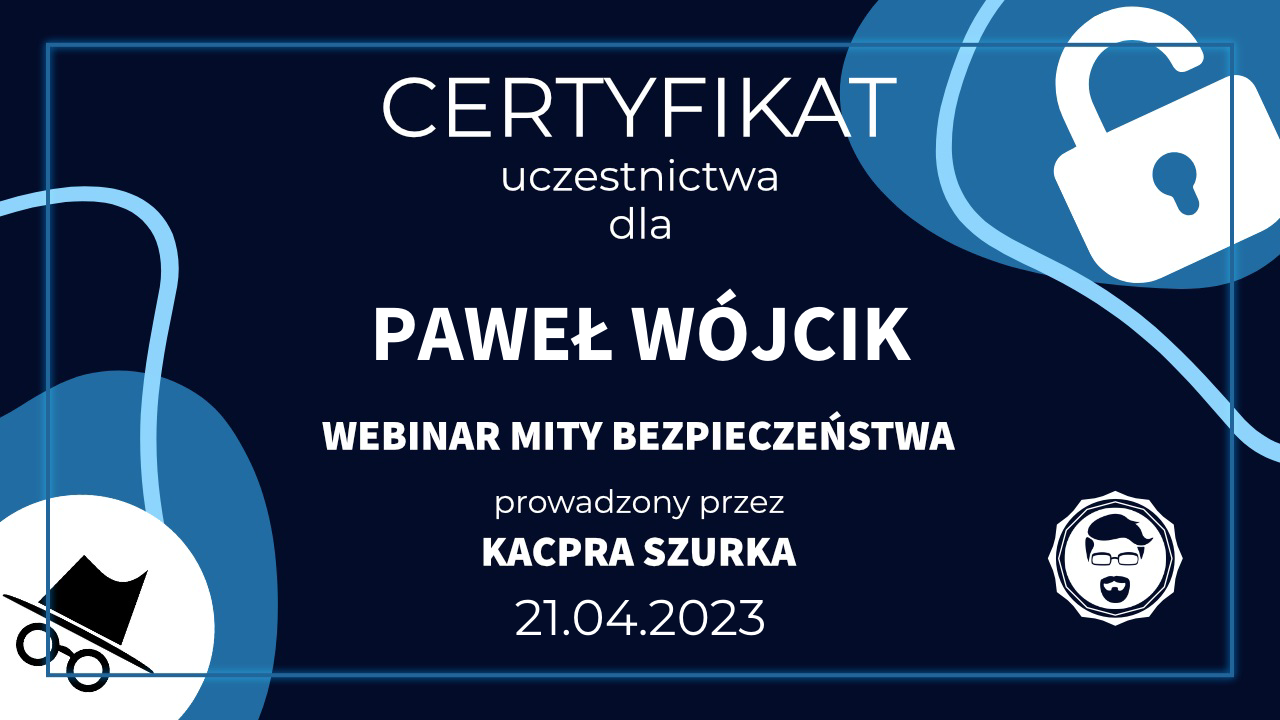 CERTYFIKAT
uczestnictwa
dla
PAWEŁ WÓJCIK
WEBINAR MITY BEZPIECZEŃSTWA
prowadzony przez
KACPRA SZURKA
21.04.2023